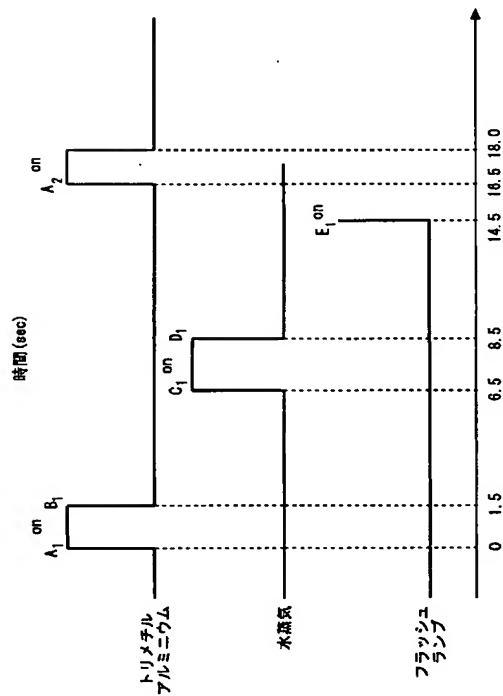 時間(sec)
A₁ on B₁
A₂ on
トリメチル
アルミニウム
C₁ on D₁
水蒸気
E₁ on
フラッシュ
ランプ
0 1.5 6.5 8.5 14.5 16.5 18.0